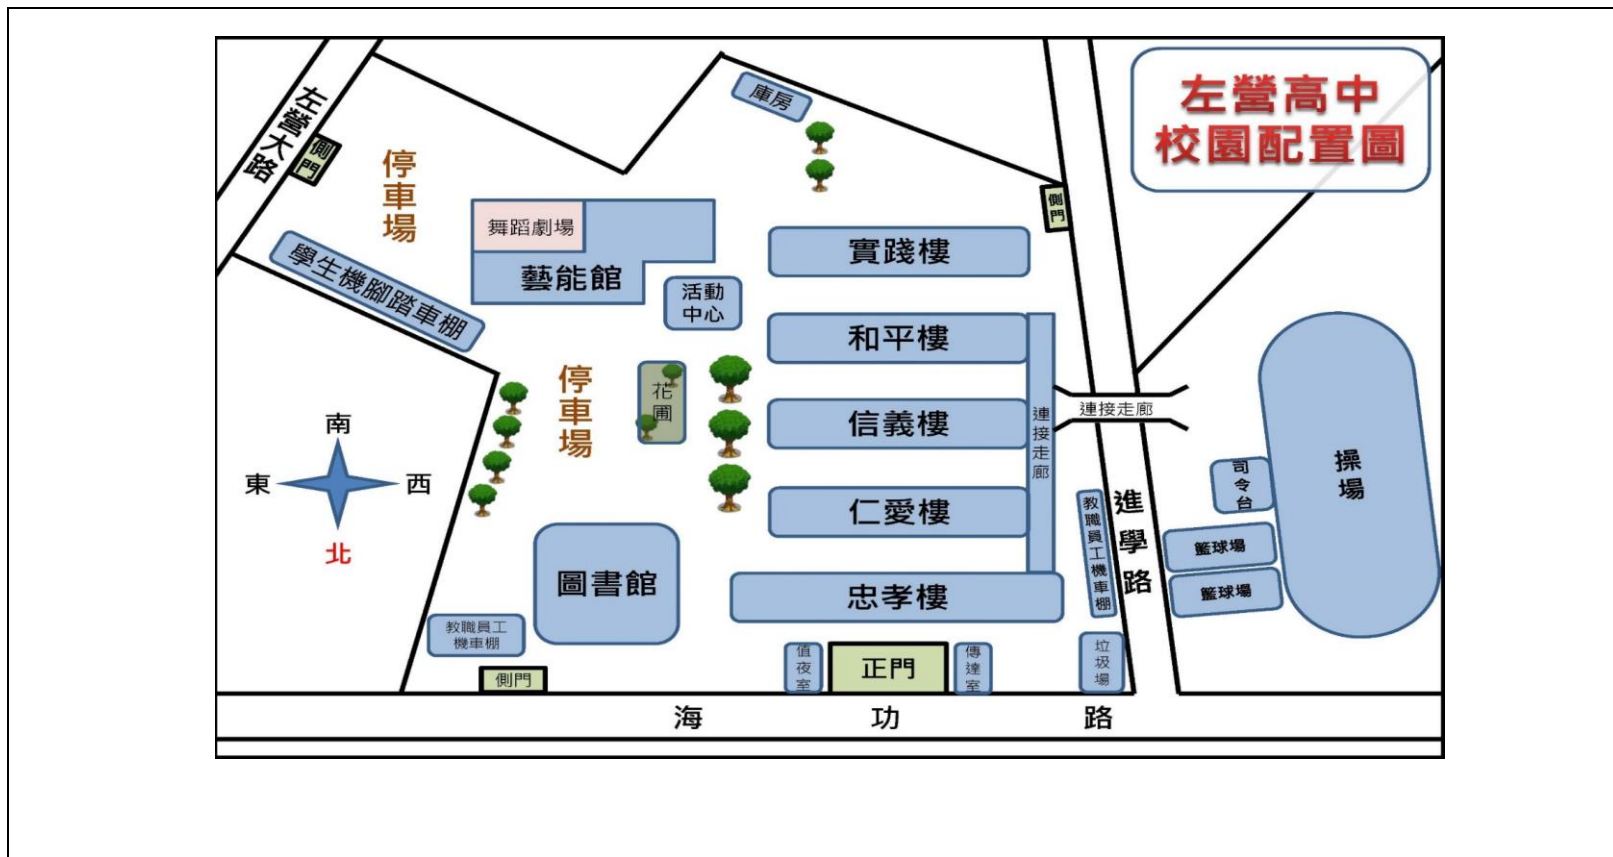 左營高中
校園配置圖
左營大路
側門
停車場
庫房
側門
舞蹈劇場
藝能館
活動
中心
實踐樓
學生機腳踏車棚
和平樓
停車場
花圃
信義樓
連接走廊
連接走廊
南
東
西
北
仁愛樓
教職員工機車棚
進學路
司令台
操場
籃球場
籃球場
圖書館
忠孝樓
教職員工
機車棚
側門
值夜室
正門
傳達室
垃圾場
海功路